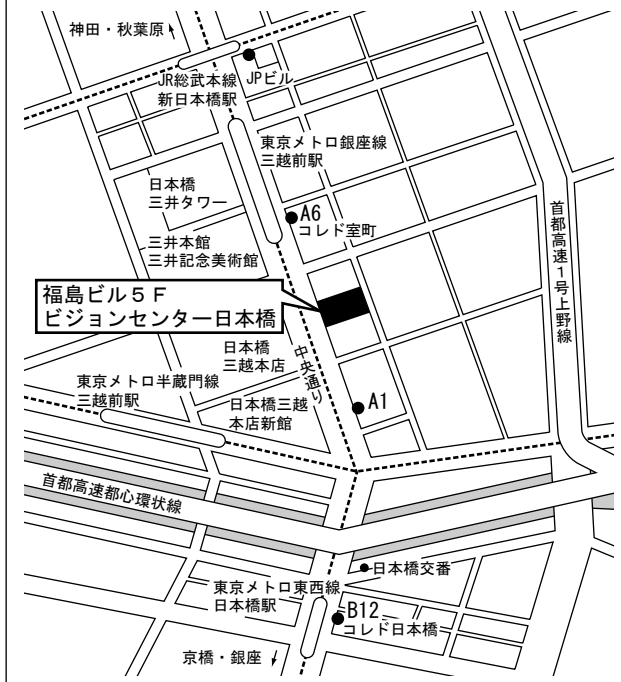 神田・秋葉原
JR総武本線
新日本橋駅
JPビル
東京メトロ銀座線
三越前駅
日本橋
三井タワー
A6
コレド室町
三井本館
三井記念美術館
首都高速1号上野線
福島ビル5F
ビジョンセンター日本橋
日本橋
三越本店
中央通り
東京メトロ半蔵門線
三越前駅
日本橋三越
本店新館
A1
首都高速都心環状線
日本橋交番
東京メトロ東西線
日本橋駅
B12
コレド日本橋
京橋・銀座